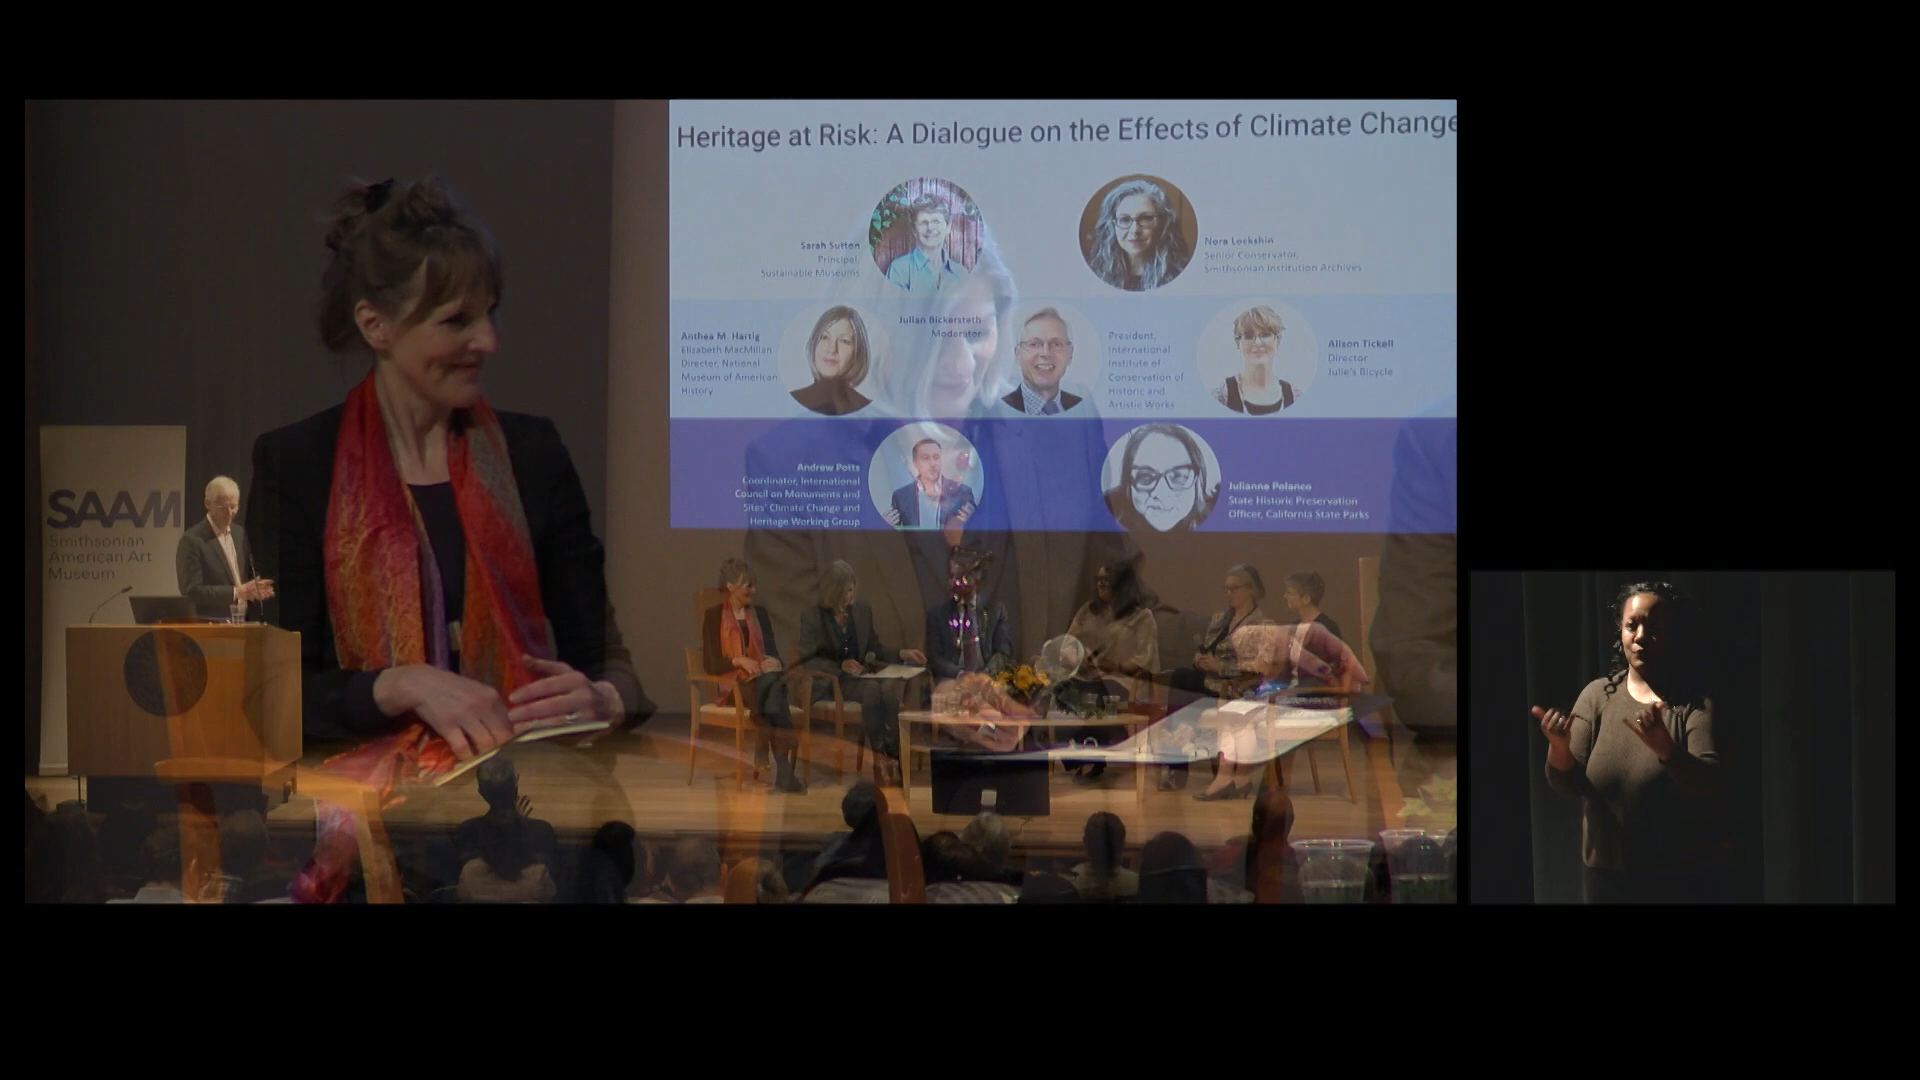 Heritage at Risk: A Dialogue on the Effects of Climate Change
Sarah Sutton
Principal,
Sustainable Museums
Nora Lockshin
Senior Conservator,
Smithsonian Institution Archives
Anthea M. Hartig
Elizabeth MacMillan
Director, National
Museum of American
History
Julian Bickersteth
Moderator
President,
International
Institute of
Conservation of
Historic and
Artistic Works
Alison Tickell
Director
Julie's Bicycle
Andrew Potts
Coordinator, International
Council on Monuments and
Sites' Climate Change and
Heritage Working Group
Julianne Polanco
State Historic Preservation
Officer, California State Parks
SAAM
Smithsonian
American Art
Museum